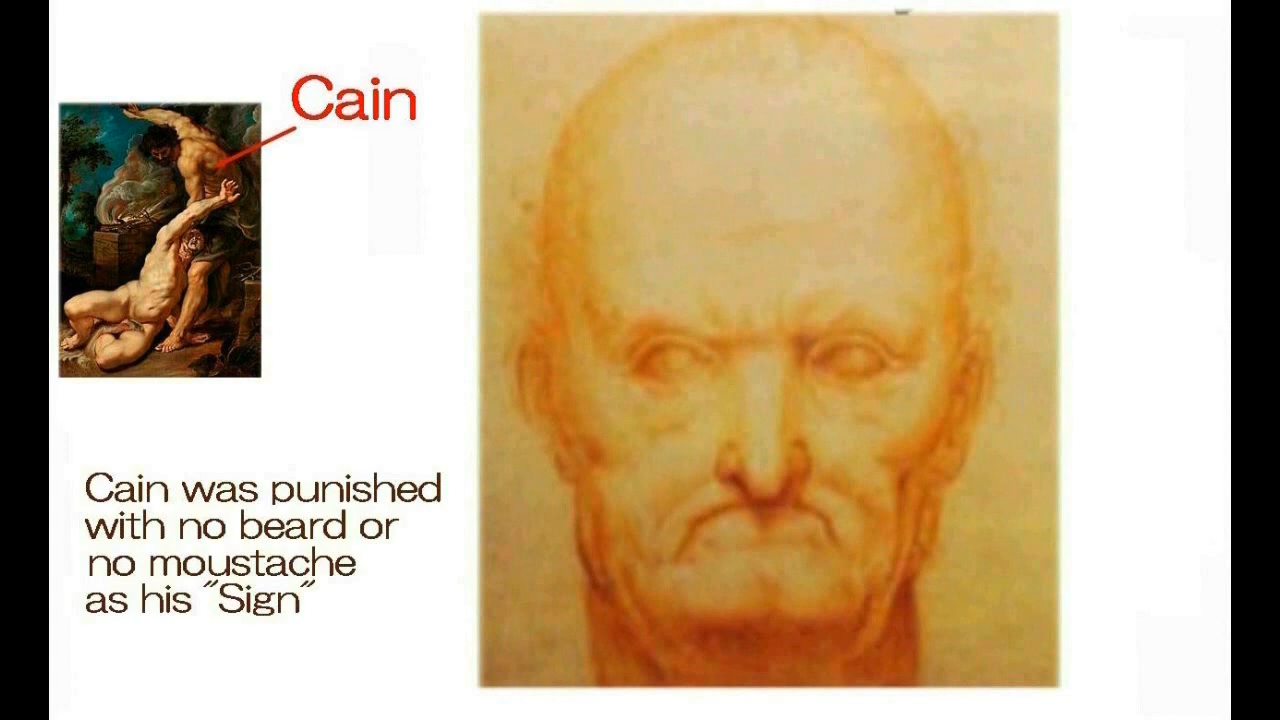 Cain
Cain was punished
with no beard or
no moustache
as his "Sign"